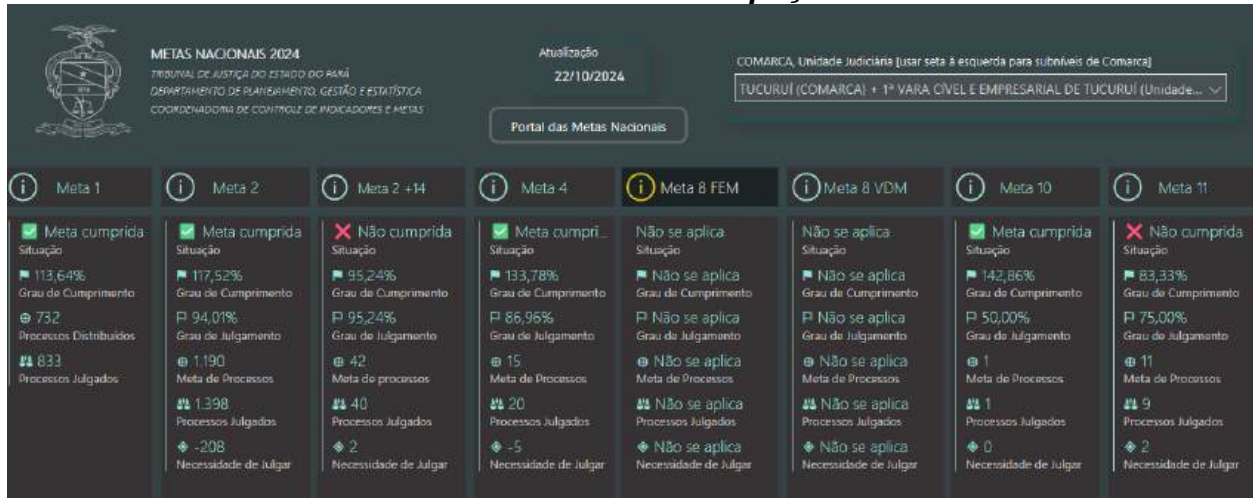 METAS NACIONAIS 2024
TRIBUNAL DE JUSTIÇA DO ESTADO DO PARÁ
DEPARTAMENTO DE PLANEJAMENTO, GESTÃO E ESTATÍSTICA
COORDENADORIA DE CONTROLE DE INDICADORES E METAS
Atualização
22/10/2024
Portal das Metas Nacionais
COMARCA, Unidade Judiciária [usar seta à esquerda para subníveis de Comarca]
TUCURUÍ (COMARCA) + 1ª VARA CÍVEL E EMPRESARIAL DE TUCURUÍ (Unidade...
Meta 1
Meta cumprida
Situação
113,64%
Grau de Cumprimento
732
Processos Distribuídos
833
Processos Julgados
Meta 2
Meta cumprida
Situação
117,52%
Grau de Cumprimento
94,01%
Grau de Julgamento
1.190
Meta de Processos
1.398
Processos Julgados
-208
Necessidade de Julgar
Meta 2 +14
Não cumprida
Situação
95,24%
Grau de Cumprimento
95,24%
Grau de Julgamento
42
Meta de processos
40
Processos Julgados
2
Necessidade de Julgar
Meta 4
Meta cumpri...
Situação
133,78%
Grau de Cumprimento
86,96%
Grau de Julgamento
15
Meta de Processos
20
Processos Julgados
-5
Necessidade de Julgar
Meta 8 FEM
Não se aplica
Situação
Não se aplica
Grau de Cumprimento
Não se aplica
Grau de Julgamento
Não se aplica
Meta de Processos
Não se aplica
Processos Julgados
Não se aplica
Necessidade de Julgar
Meta 8 VDM
Não se aplica
Situação
Não se aplica
Grau de Cumprimento
Não se aplica
Grau de Julgamento
Não se aplica
Meta de Processos
Não se aplica
Processos Julgados
Não se aplica
Necessidade de Julgar
Meta 10
Meta cumprida
Situação
142,86%
Grau de Cumprimento
50,00%
Grau de Julgamento
1
Meta de Processos
1
Processos Julgados
0
Necessidade de Julgar
Meta 11
Não cumprida
Situação
83,33%
Grau de Cumprimento
75,00%
Grau de Julgamento
11
Meta de Processos
9
Processos Julgados
2
Necessidade de Julgar